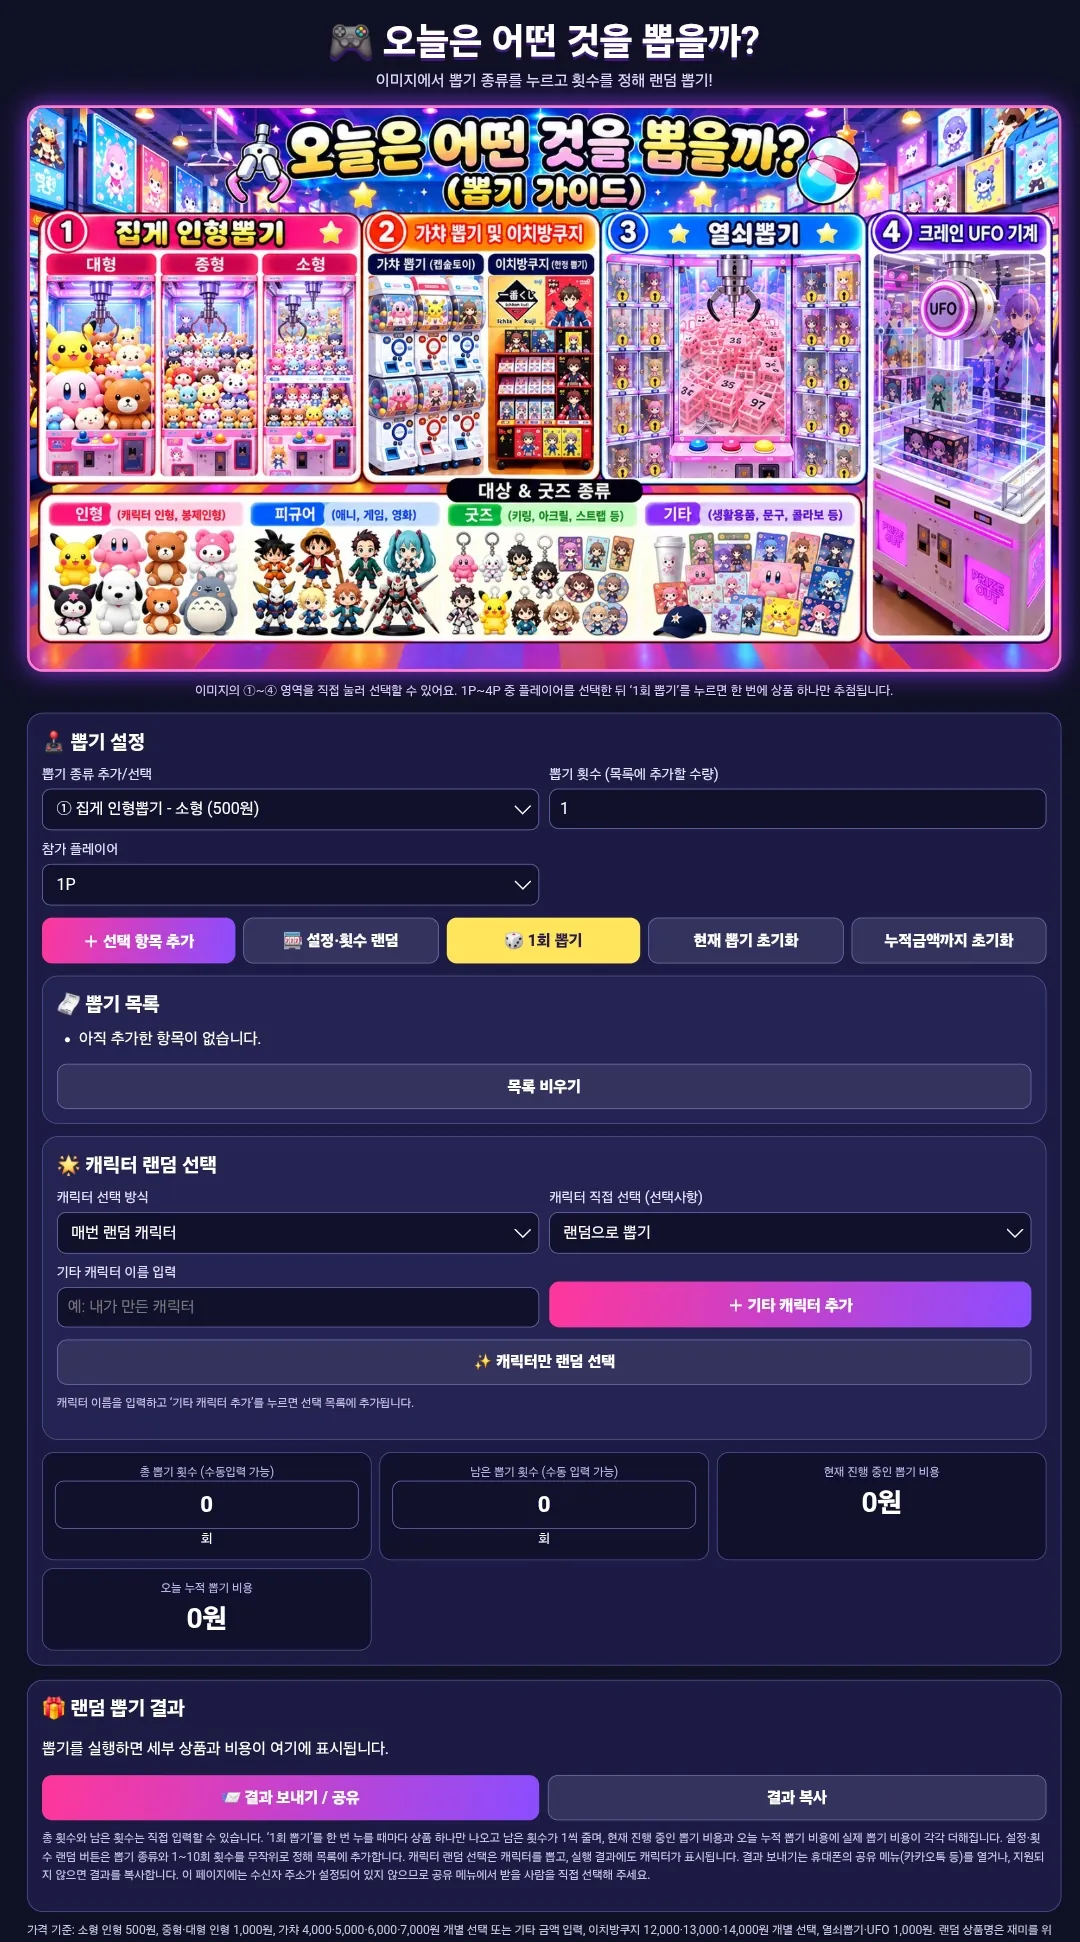 🎮 오늘은 어떤 것을 뽑을까?
이미지에서 뽑기 종류를 누르고 횟수를 정해 랜덤 뽑기!
오늘은 어떤 것을 뽑을까?
(뽑기 가이드)
1 집게 인형뽑기
대형 중형 소형
2 가챠 뽑기 및 이치방쿠지
가챠 뽑기 (캡슐토이) 이치방쿠지 (한정 뽑기)
一番くじ
3 열쇠뽑기
36
35
97
4 크레인 UFO 기계
UFO
대상 & 굿즈 종류
인형 (캐릭터 인형, 봉제인형)
피규어 (애니, 게임, 영화)
굿즈 (키링, 아크릴, 스트랩 등)
기타 (생활용품, 문구, 콜라보 등)
이미지의 ①~④ 영역을 직접 눌러 선택할 수 있어요. 1P~4P 중 플레이어를 선택한 뒤 ‘1회 뽑기’를 누르면 한 번에 상품 하나만 추첨됩니다.
🕹️ 뽑기 설정
뽑기 종류 추가/선택
① 집게 인형뽑기 - 소형 (500원)
뽑기 횟수 (목록에 추가할 수량)
1
참가 플레이어
1P
＋ 선택 항목 추가
🎰 설정·횟수 랜덤
🎲 1회 뽑기
현재 뽑기 초기화
누적금액까지 초기화
🧾 뽑기 목록
• 아직 추가한 항목이 없습니다.
목록 비우기
🌟 캐릭터 랜덤 선택
캐릭터 선택 방식
매번 랜덤 캐릭터
캐릭터 직접 선택 (선택사항)
랜덤으로 뽑기
기타 캐릭터 이름 입력
예: 내가 만든 캐릭터
＋ 기타 캐릭터 추가
✨ 캐릭터만 랜덤 선택
캐릭터 이름을 입력하고 ‘기타 캐릭터 추가’를 누르면 선택 목록에 추가됩니다.
총 뽑기 횟수 (수동입력 가능)
0
회
남은 뽑기 횟수 (수동 입력 가능)
0
회
현재 진행 중인 뽑기 비용
0원
오늘 누적 뽑기 비용
0원
🎁 랜덤 뽑기 결과
뽑기를 실행하면 세부 상품과 비용이 여기에 표시됩니다.
📨 결과 보내기 / 공유
결과 복사
총 횟수와 남은 횟수는 직접 입력할 수 있습니다. ‘1회 뽑기’를 한 번 누를 때마다 상품 하나만 나오고 남은 횟수가 1씩 줄며, 현재 진행 중인 뽑기 비용과 오늘 누적 뽑기 비용에 실제 뽑기 비용이 각각 더해집니다. 설정·횟
수 랜덤 버튼은 뽑기 종류와 1~10회 횟수를 무작위로 정해 목록에 추가합니다. 캐릭터 랜덤 선택은 캐릭터를 뽑고, 실행 결과에도 캐릭터가 표시됩니다. 결과 보내기는 휴대폰의 공유 메뉴(카카오톡 등)를 열거나, 지원되
지 않으면 결과를 복사합니다. 이 페이지에는 수신자 주소가 설정되어 있지 않으므로 공유 메뉴에서 받을 사람을 직접 선택해 주세요.
가격 기준: 소형 인형 500원, 중형·대형 인형 1,000원, 가챠 4,000·5,000·6,000·7,000원 개별 선택 또는 기타 금액 입력, 이치방쿠지 12,000·13,000·14,000원 개별 선택, 열쇠뽑기·UFO 1,000원. 랜덤 상품명은 재미를 위